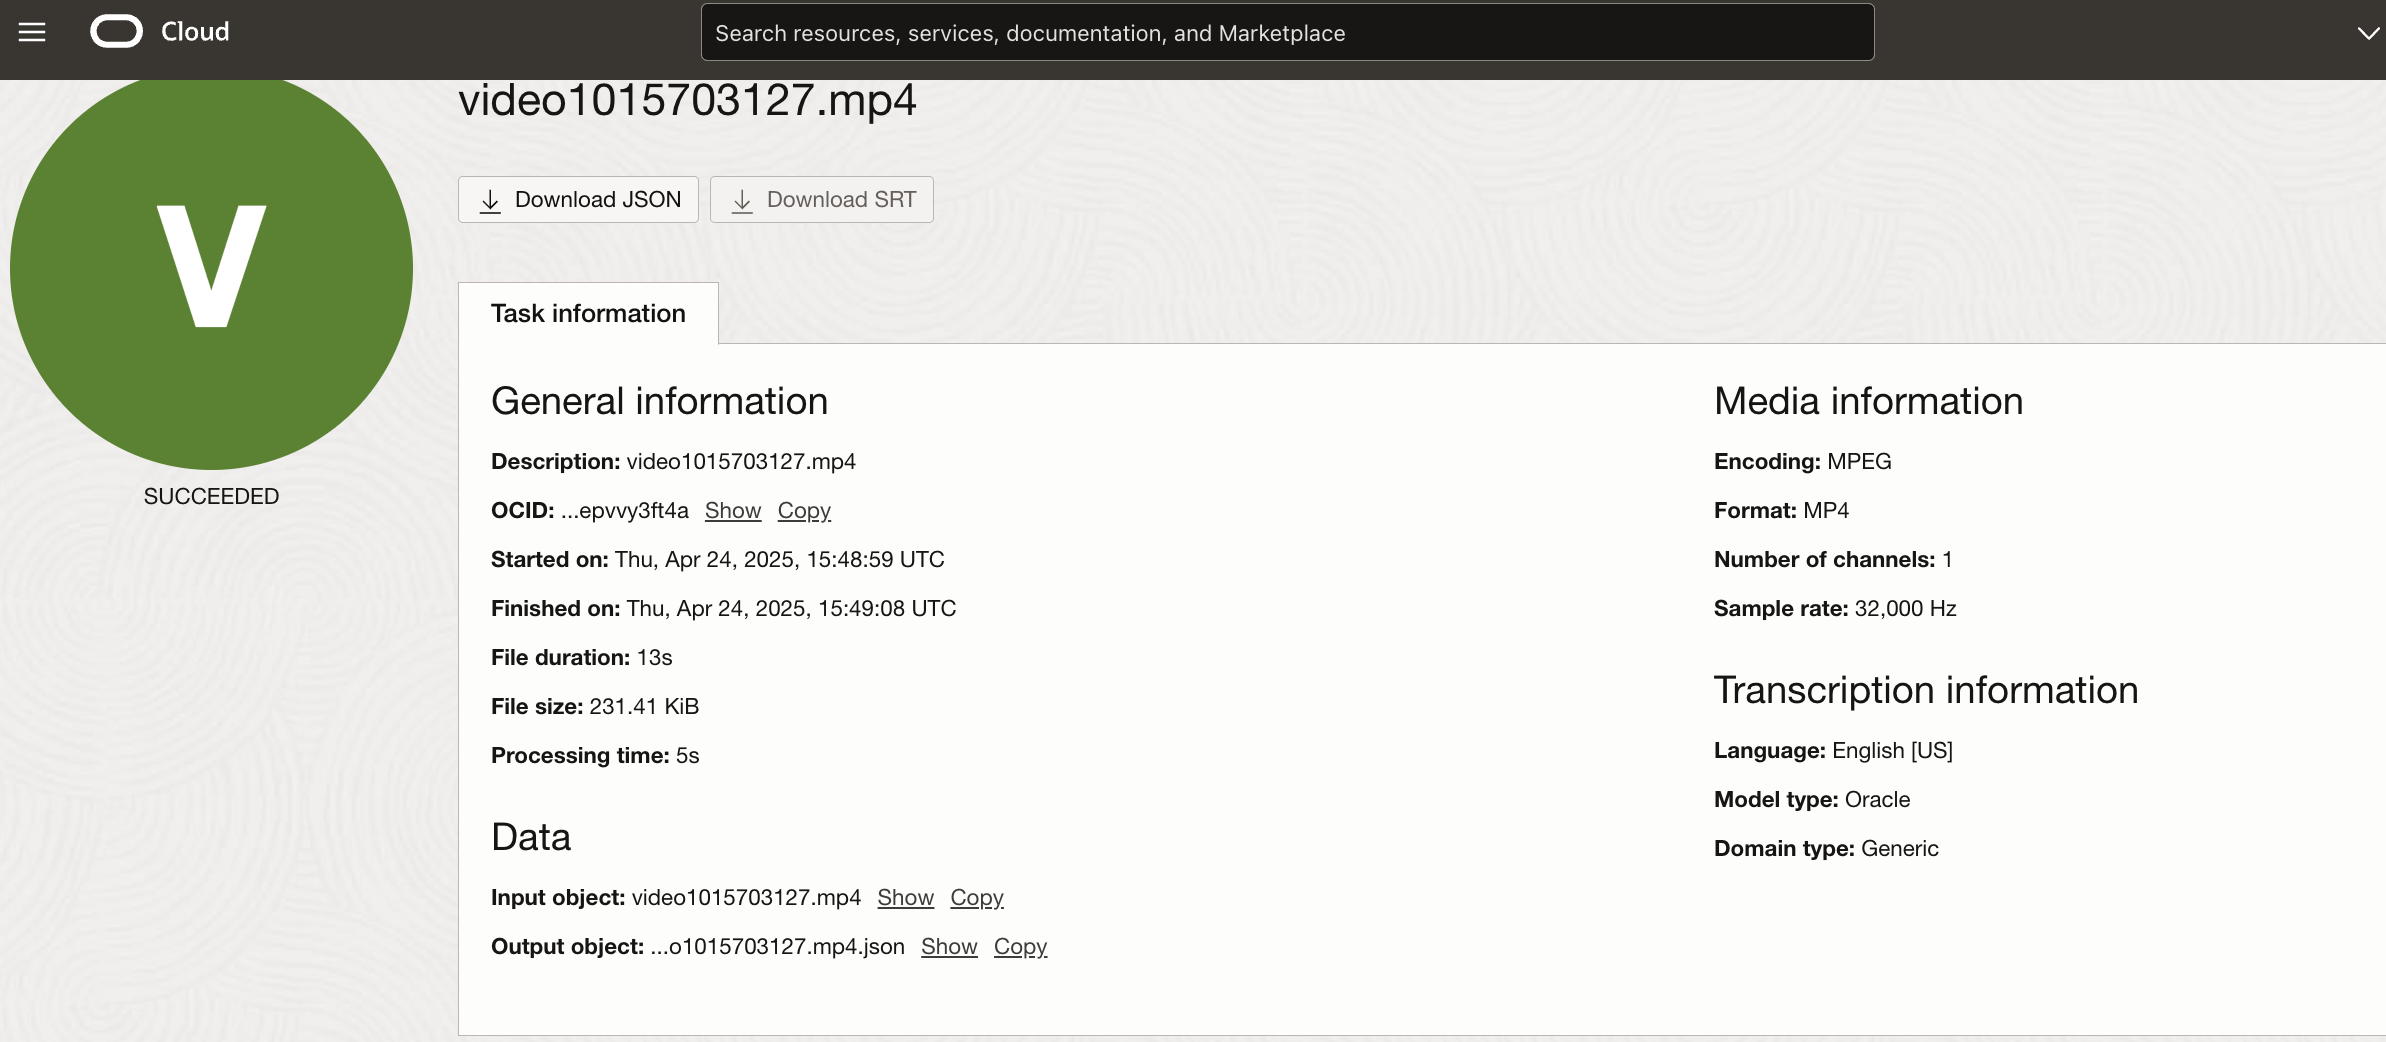 Cloud
Search resources, services, documentation, and Marketplace
video1015703127.mp4
Download JSON
Download SRT
V
SUCCEEDED
Task information
General information
Description: video1015703127.mp4
OCID: ...epvvy3ft4a Show Copy
Started on: Thu, Apr 24, 2025, 15:48:59 UTC
Finished on: Thu, Apr 24, 2025, 15:49:08 UTC
File duration: 13s
File size: 231.41 KiB
Processing time: 5s
Data
Input object: video1015703127.mp4 Show Copy
Output object: ...o1015703127.mp4.json Show Copy
Media information
Encoding: MPEG
Format: MP4
Number of channels: 1
Sample rate: 32,000 Hz
Transcription information
Language: English [US]
Model type: Oracle
Domain type: Generic